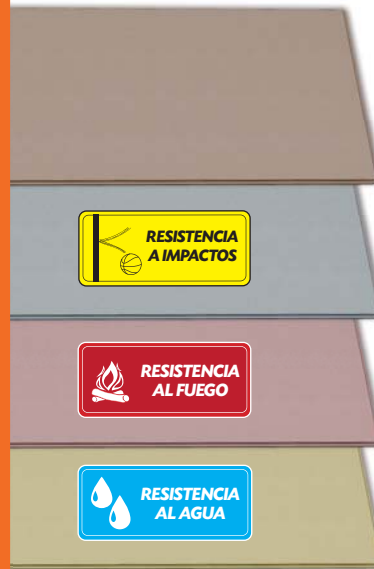 RESISTENCIA
A IMPACTOS
RESISTENCIA
AL FUEGO
RESISTENCIA
AL AGUA